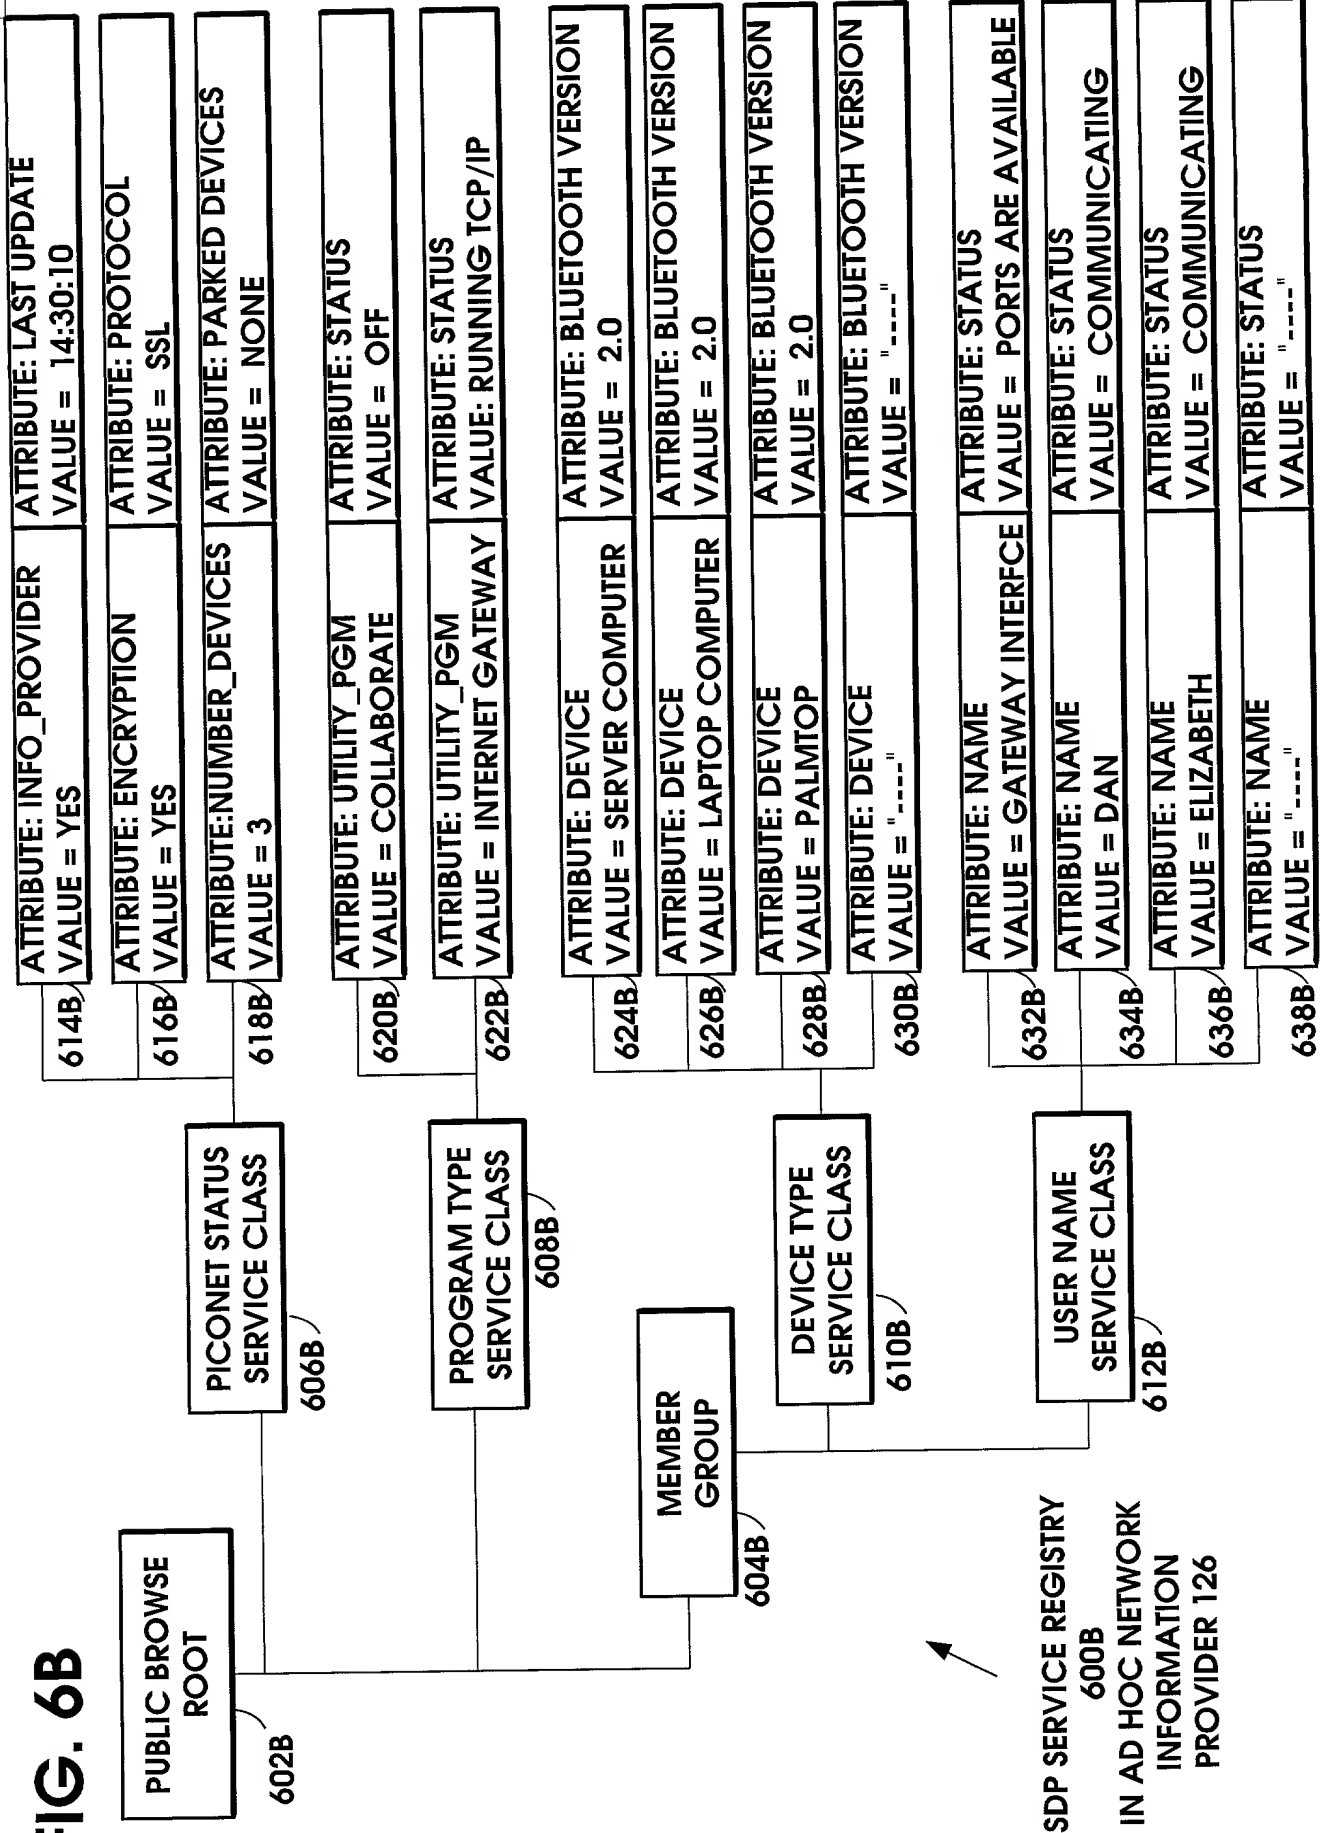 FIG. 6B
PUBLIC BROWSE
ROOT
602B
PICONET STATUS
SERVICE CLASS
606B
ATTRIBUTE: INFO_PROVIDER
VALUE = YES
ATTRIBUTE: LAST UPDATE
VALUE = 14:30:10
614B
ATTRIBUTE: ENCRYPTION
VALUE = YES
ATTRIBUTE: PROTOCOL
VALUE = SSL
616B
ATTRIBUTE:NUMBER_DEVICES
VALUE = 3
ATTRIBUTE: PARKED DEVICES
VALUE = NONE
618B
PROGRAM TYPE
SERVICE CLASS
608B
ATTRIBUTE: UTILITY_PGM
VALUE = COLLABORATE
ATTRIBUTE: STATUS
VALUE = OFF
620B
ATTRIBUTE: UTILITY_PGM
VALUE = INTERNET GATEWAY
ATTRIBUTE: STATUS
VALUE: RUNNING TCP/IP
622B
MEMBER
GROUP
604B
DEVICE TYPE
SERVICE CLASS
610B
ATTRIBUTE: DEVICE
VALUE = SERVER COMPUTER
ATTRIBUTE: BLUETOOTH VERSION
VALUE = 2.0
624B
ATTRIBUTE: DEVICE
VALUE = LAPTOP COMPUTER
ATTRIBUTE: BLUETOOTH VERSION
VALUE = 2.0
626B
ATTRIBUTE: DEVICE
VALUE = PALMTOP
ATTRIBUTE: BLUETOOTH VERSION
VALUE = 2.0
628B
ATTRIBUTE: DEVICE
VALUE = "----"
ATTRIBUTE: BLUETOOTH VERSION
VALUE = "----"
630B
USER NAME
SERVICE CLASS
612B
ATTRIBUTE: NAME
VALUE = GATEWAY INTERFCE
ATTRIBUTE: STATUS
VALUE = PORTS ARE AVAILABLE
632B
ATTRIBUTE: NAME
VALUE = DAN
ATTRIBUTE: STATUS
VALUE = COMMUNICATING
634B
ATTRIBUTE: NAME
VALUE = ELIZABETH
ATTRIBUTE: STATUS
VALUE = COMMUNICATING
636B
ATTRIBUTE: NAME
VALUE = "----"
ATTRIBUTE: STATUS
VALUE = "----"
638B
SDP SERVICE REGISTRY
600B
IN AD HOC NETWORK
INFORMATION
PROVIDER 126